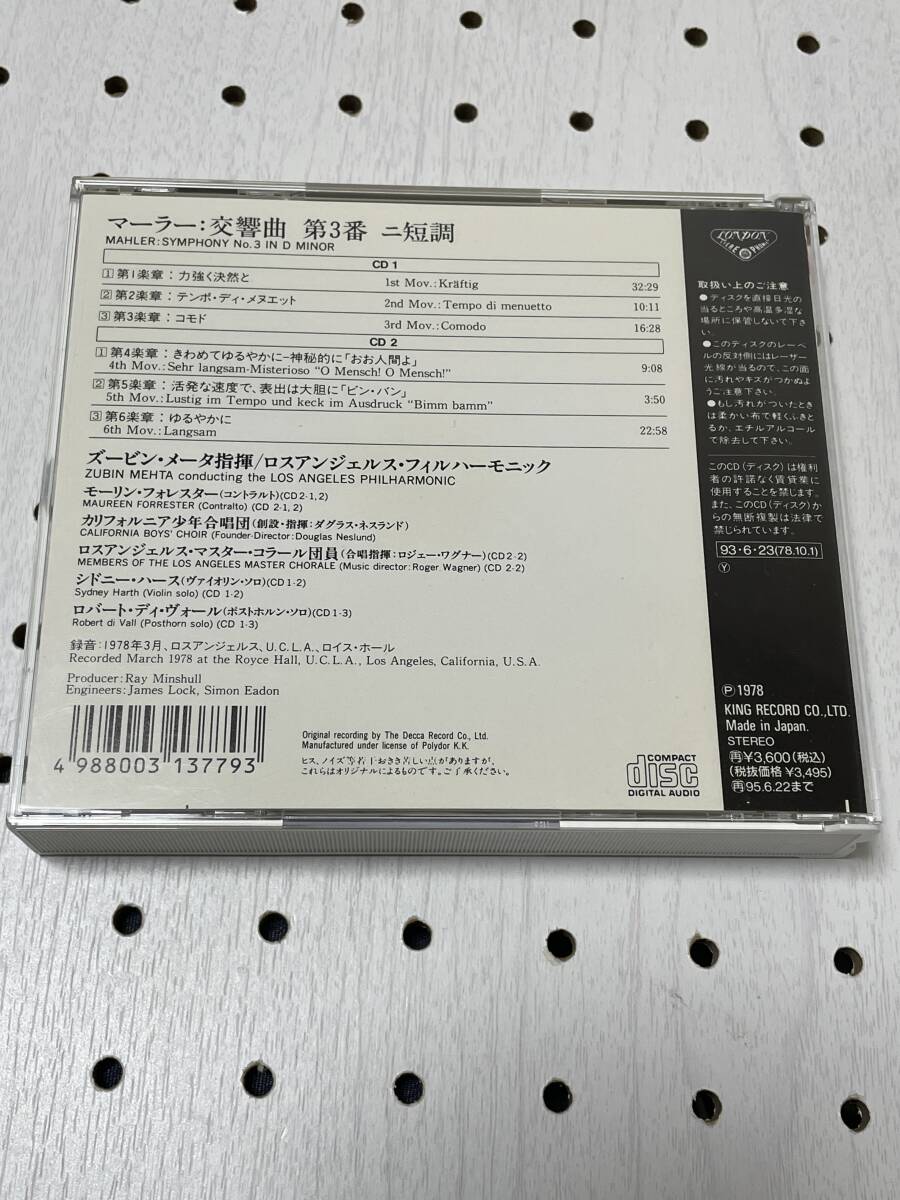 マーラー：交響曲 第3番 ニ短調
MAHLER：SYMPHONY No.3 IN D MINOR
CD 1
1 第1楽章：力強く決然と 1st Mov.：Kräftig 32:29
2 第2楽章：テンポ・ディ・メヌエット 2nd Mov.：Tempo di menuetto 10:11
3 第3楽章：コモド 3rd Mov.：Comodo 16:28
CD 2
1 第4楽章：きわめてゆるやかに－神秘的に「おお人間よ」
4th Mov.：Sehr langsam-Misterioso “O Mensch! O Mensch!” 9:08
2 第5楽章：活発な速度で、表出は大胆に「ビン・バン」
5th Mov.：Lustig im Tempo und keck im Ausdruck “Bimm bamm” 3:50
3 第6楽章：ゆるやかに
6th Mov.：Langsam 22:58
ズービン・メータ指揮／ロスアンジェルス・フィルハーモニック
ZUBIN MEHTA conducting the LOS ANGELES PHILHARMONIC
モーリン・フォレスター(コントラルト)(CD2-1, 2)
MAUREEN FORRESTER (Contralto) (CD 2-1, 2)
カリフォルニア少年合唱団(創設・指揮：ダグラス・ネスランド)
CALIFORNIA BOYS' CHOIR (Founder-Director：Douglas Neslund)
ロスアンジェルス・マスター・コラール団員(合唱指揮：ロジェー・ワグナー)(CD2-2)
MEMBERS OF THE LOS ANGELES MASTER CHORALE (Music director：Roger Wagner) (CD 2-2)
シドニー・ハース(ヴァイオリン・ソロ)(CD1-2)
Sydney Harth (Violin solo) (CD 1-2)
ロバート・ディ・ヴォール(ポストホルン・ソロ)(CD1-3)
Robert di Vall (Posthorn solo) (CD 1-3)
録音：1978年3月、ロスアンジェルス、U.C.L.A.、ロイス・ホール
Recorded March 1978 at the Royce Hall, U.C.L.A., Los Angeles, California, U.S.A.
Producer：Ray Minshull
Engineers：James Lock, Simon Eadon
4 988003 137793
Original recording by The Decca Record Co., Ltd.
Manufactured under license of Polydor K.K.
ヒス、ノイズ等若干おきき苦しい点がありますが、
これらはオリジナルによるものです。ご了承ください。
COMPACT
disc
DIGITAL AUDIO
LONDON
取扱い上のご注意
●ディスクを直接日光の
当るところや高温多湿な
場所に保管しないで下さ
い。
●このディスクのレーベ
ルの反対側にはレーザー
光線が当るので、この面
に汚れやキズがつかぬよ
うご注意下さい。
●もし汚れがついたとき
は柔かい布で軽くふきと
るか、エチルアルコール
で除去して下さい。
このCD(ディスク)は権利
者の許諾なく賃貸業に
使用することを禁じます。
また、このCD(ディスク)か
らの無断複製は法律で
禁じられています。
93・6・23(78.10.1)
Ⓨ
Ⓟ1978
KING RECORD CO.,LTD.
Made in Japan.
STEREO
再¥3,600(税込)
(税抜価格 ¥3,495)
再95.6.22まで